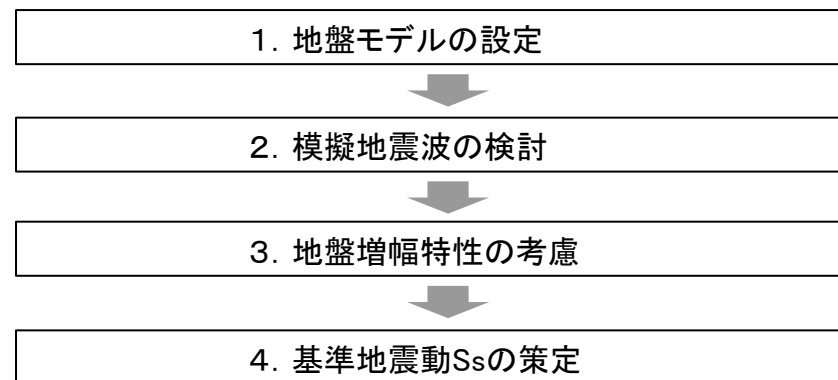 １．地盤モデルの設定
２．模擬地震波の検討
３．地盤増幅特性の考慮
４．基準地震動Ssの策定